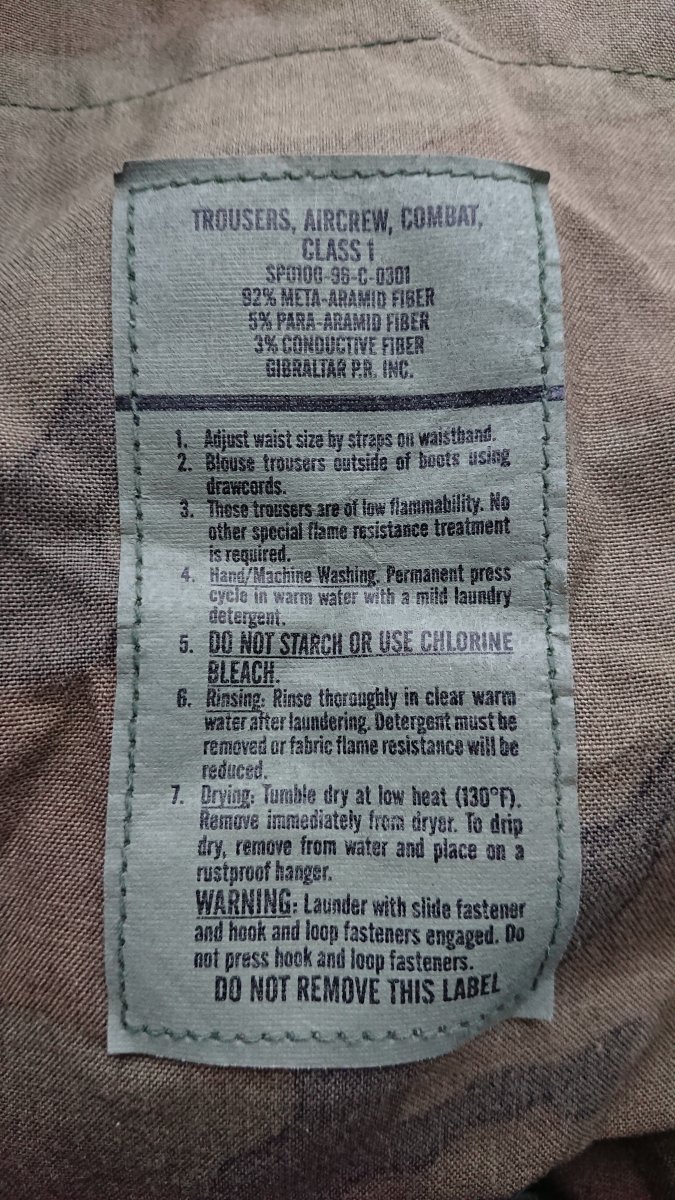 TROUSERS, AIRCREW, COMBAT,
CLASS 1
SPO100-96-C-0301
92% META-ARAMID FIBER
5% PARA-ARAMID FIBER
3% CONDUCTIVE FIBER
GIBRALTAR P.R. INC.
1. Adjust waist size by straps on waistband.
2. Blouse trousers outside of boots using
drawcords.
3. These trousers are of low flammability. No
other special flame resistance treatment
is required.
4. Hand/Machine Washing. Permanent press
cycle in warm water with a mild laundry
detergent.
5. DO NOT STARCH OR USE CHLORINE
BLEACH.
6. Rinsing: Rinse thoroughly in clear warm
water after laundering. Detergent must be
removed or fabric flame resistance will be
reduced.
7. Drying: Tumble dry at low heat (130°F).
Remove immediately from dryer. To drip
dry, remove from water and place on a
rustproof hanger.
WARNING: Launder with slide fastener
and hook and loop fasteners engaged. Do
not press hook and loop fasteners.
DO NOT REMOVE THIS LABEL